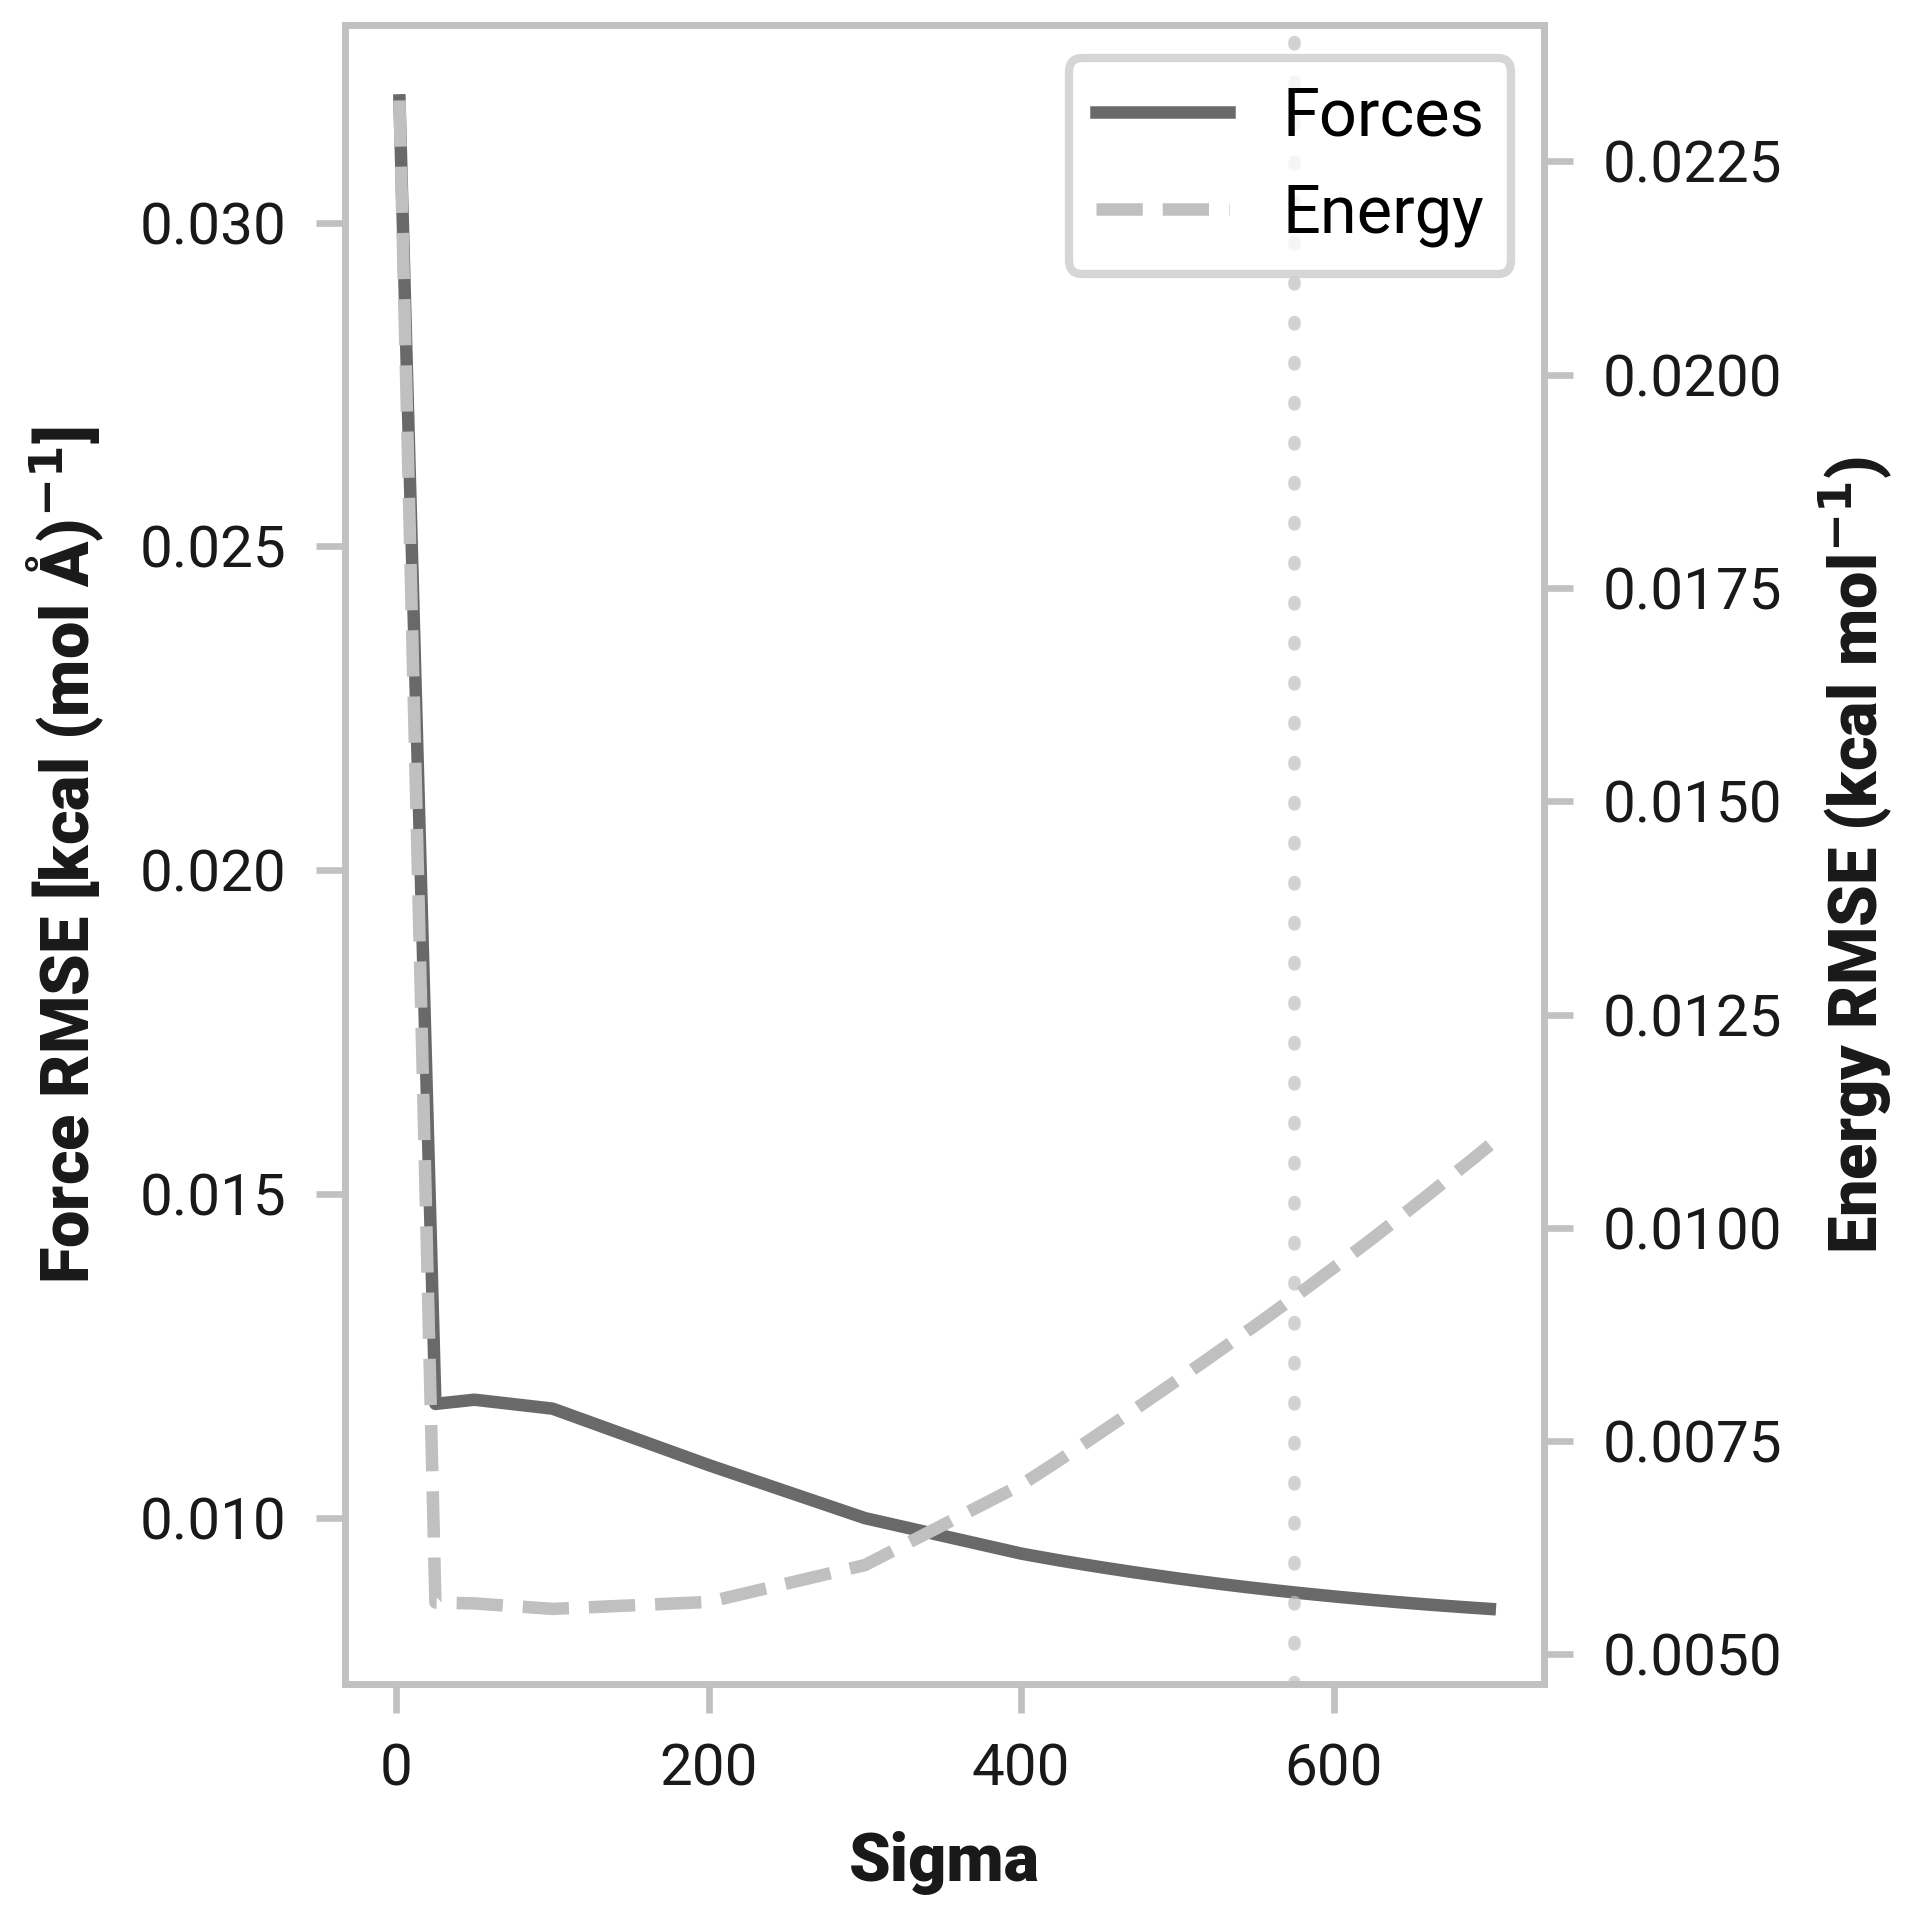 Forces
Energy
0.030
0.025
0.020
0.015
0.010
Force RMSE [kcal (mol Å)⁻¹]
0.0225
0.0200
0.0175
0.0150
0.0125
0.0100
0.0075
0.0050
Energy RMSE (kcal mol⁻¹)
0 200 400 600
Sigma